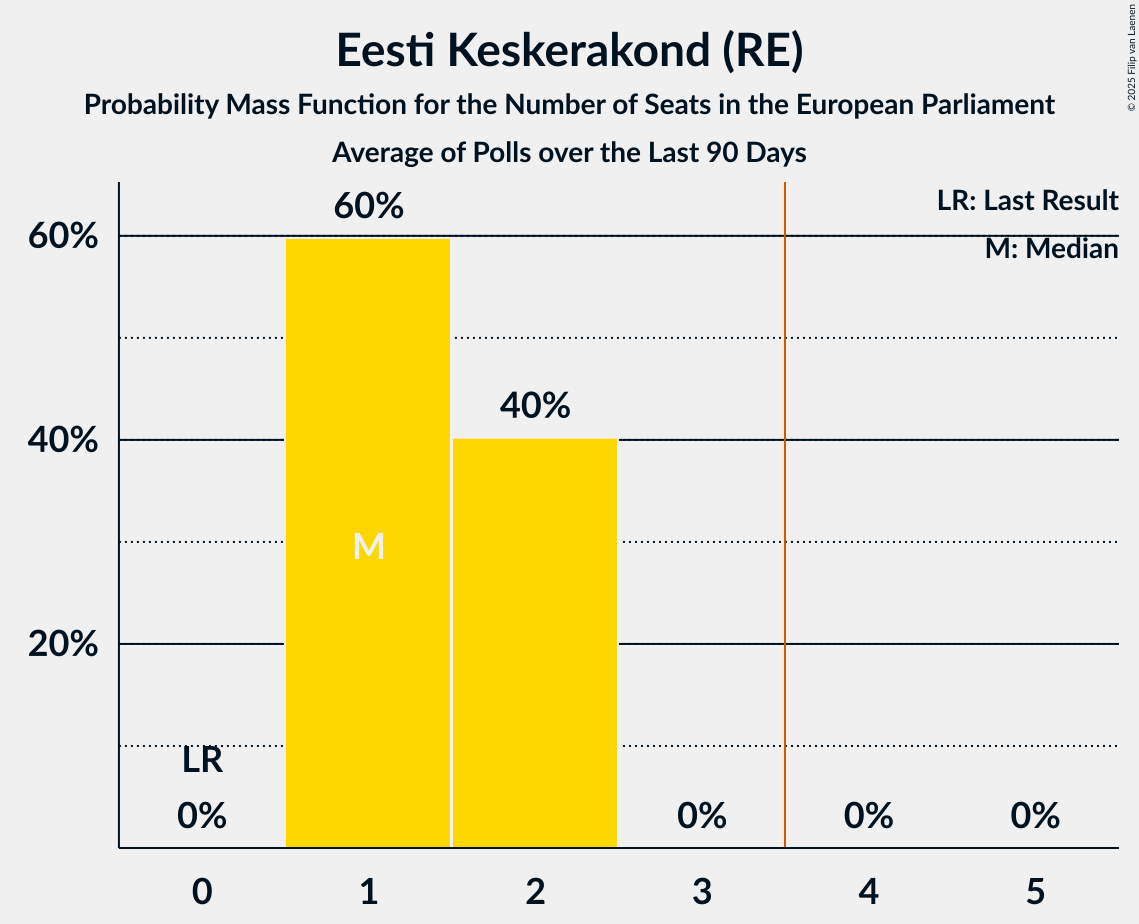 Eesti Keskerakond (RE)
Probability Mass Function for the Number of Seats in the European Parliament
Average of Polls over the Last 90 Days
© 2025 Filip van Laenen
LR: Last Result
M: Median
60%
40%
20%
60%
40%
M
LR
0%
0%
0%
0%
0 1 2 3 4 5